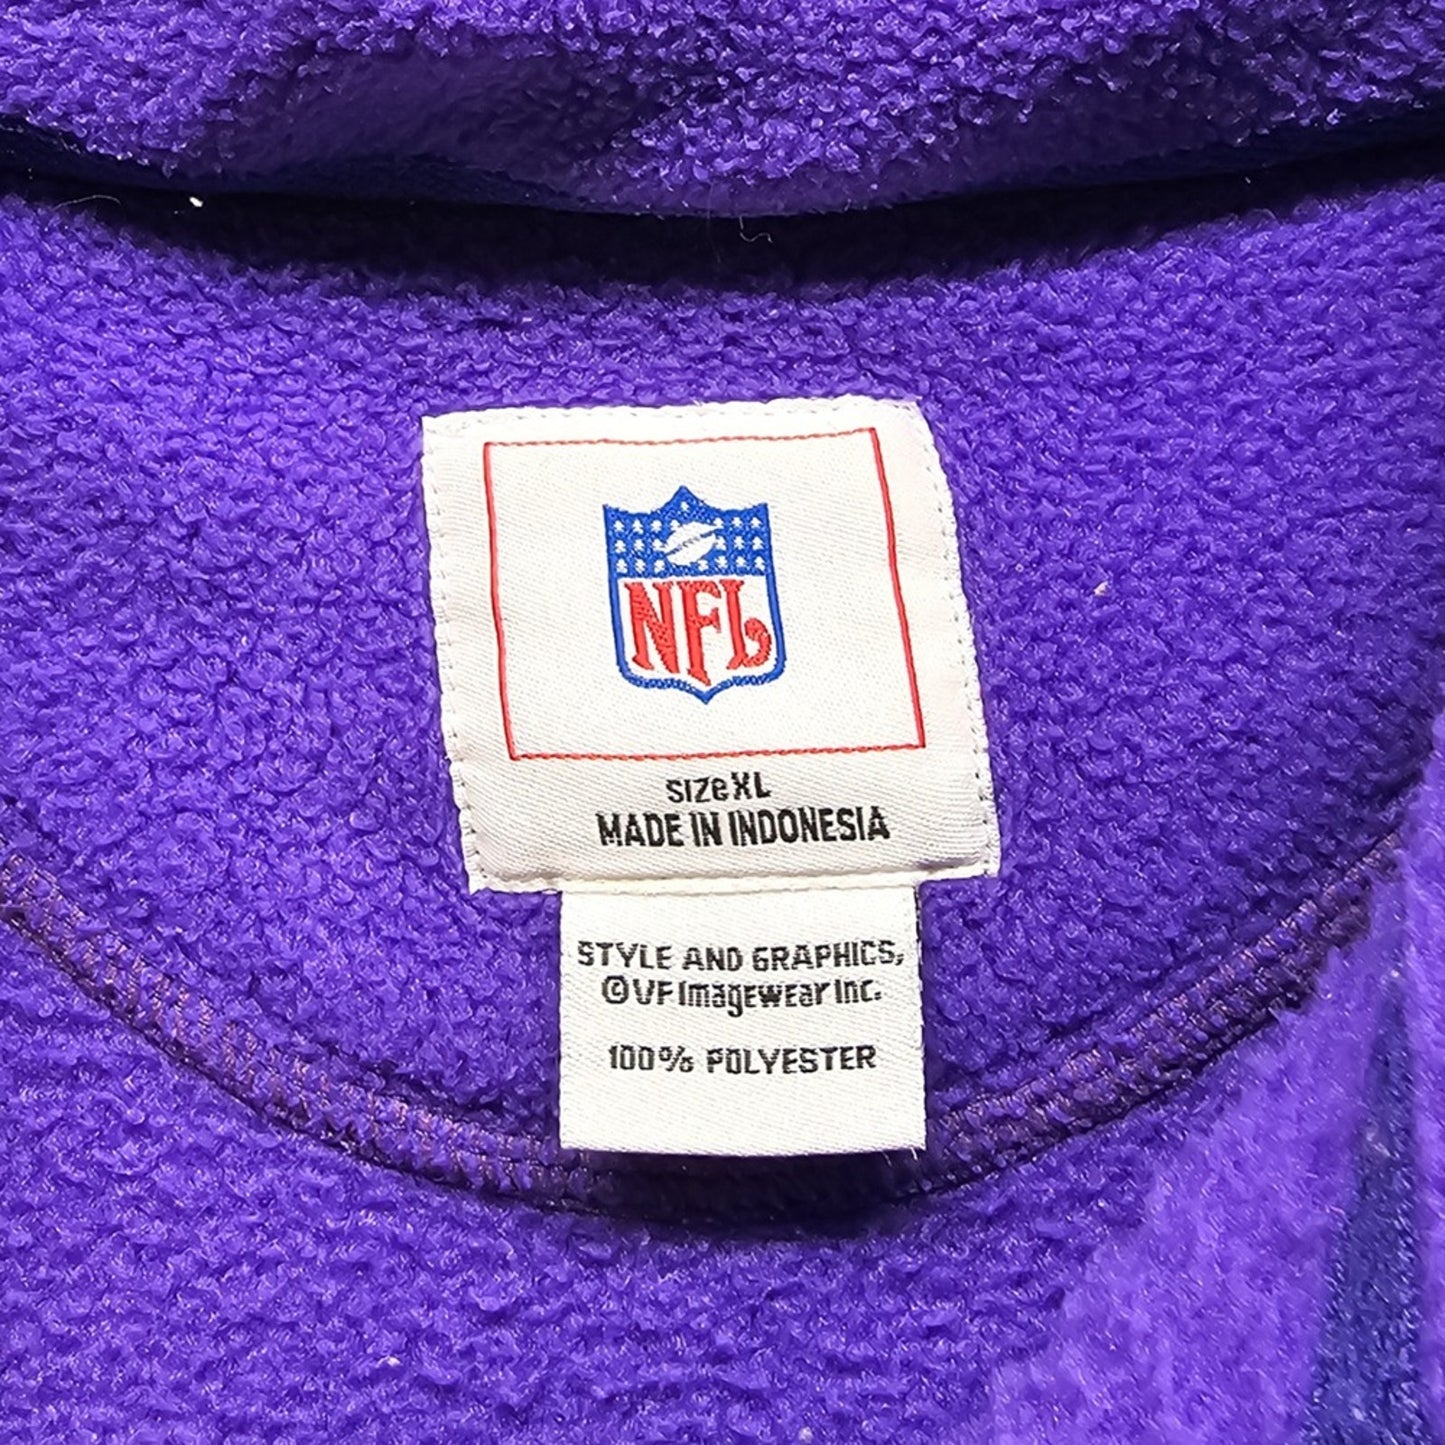 NFL
SIZE XL
MADE IN INDONESIA
STYLE AND GRAPHICS,
© VF Imagewear Inc.
100% POLYESTER